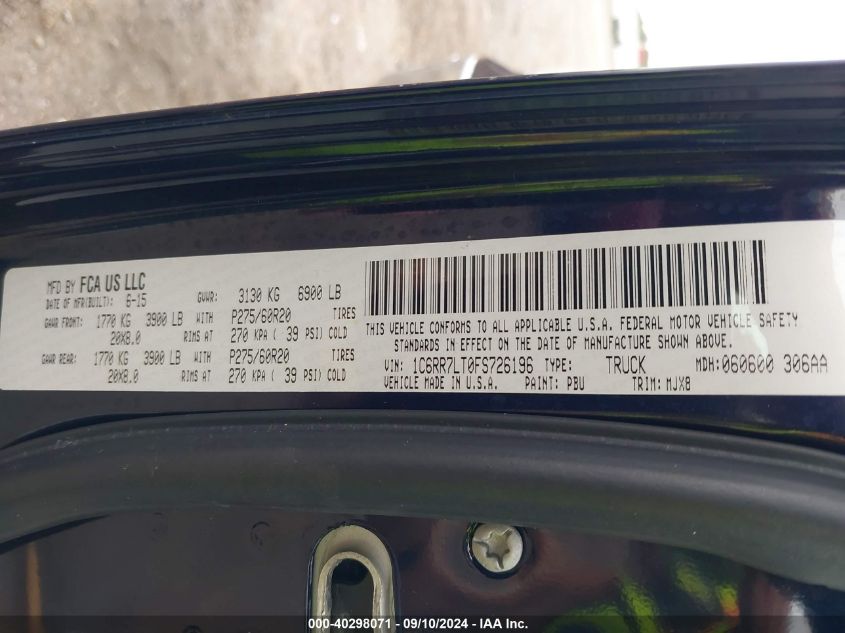 MFD BY FCA US LLC
DATE OF MFR(BUILT): 6-15 GVWR: 3130 KG 6900 LB
GAWR FRONT: 1770 KG 3900 LB WITH P275/60R20 TIRES
20X8.0 RIMS AT 270 KPA ( 39 PSI) COLD
GAWR REAR: 1770 KG 3900 LB WITH P275/60R20 TIRES
20X8.0 RIMS AT 270 KPA ( 39 PSI) COLD
THIS VEHICLE CONFORMS TO ALL APPLICABLE U.S.A. FEDERAL MOTOR VEHICLE SAFETY
STANDARDS IN EFFECT ON THE DATE OF MANUFACTURE SHOWN ABOVE.
VIN: 1C6RR7LT0FS726196 TYPE: TRUCK MDH:060600 306AA
VEHICLE MADE IN U.S.A. PAINT: PBU TRIM: MJX8
000-40298071 - 09/10/2024 - IAA Inc.